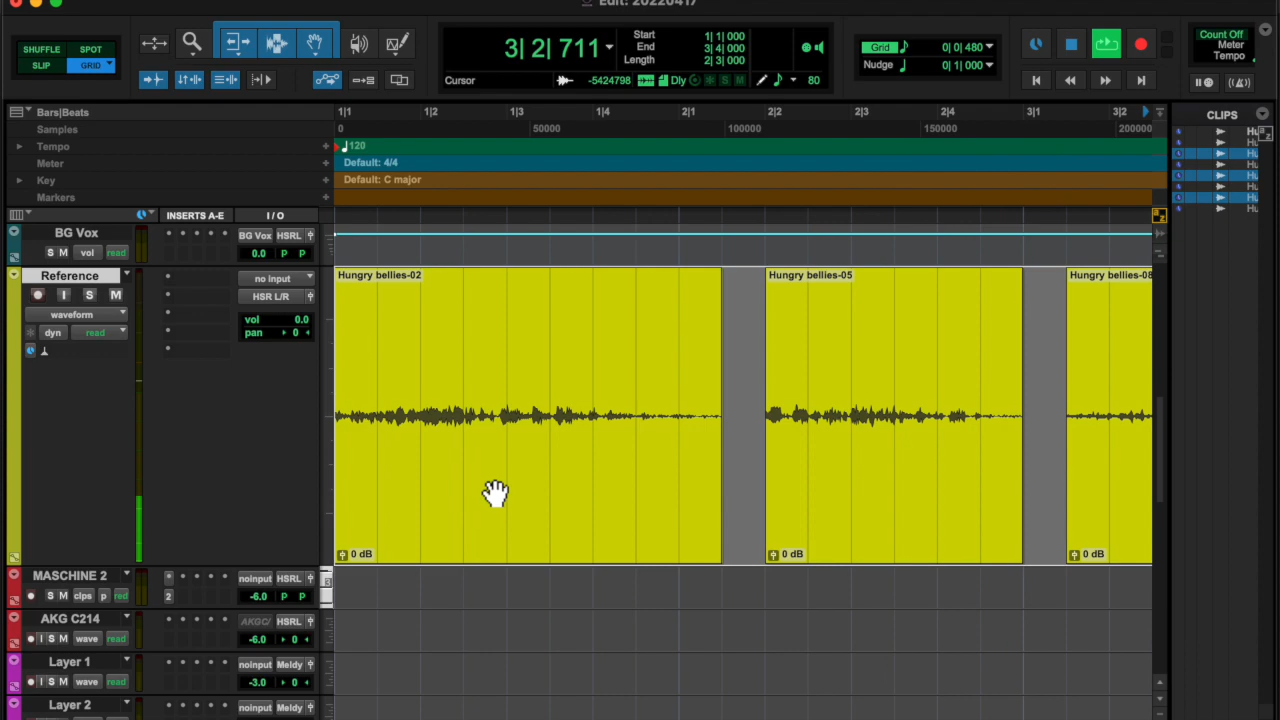 Edit: 20220417
SHUFFLE SPOT
SLIP GRID
3| 2| 711
Start 1| 1| 000
End 3| 4| 000
Length 2| 3| 000
Cursor -5424798 Dly S M 80
Grid 0| 0| 480
Nudge 0| 1| 000
Count Off
Meter
Tempo
Bars|Beats 1|1 1|2 1|3 1|4 2|1 2|2 2|3 2|4 3|1 3|2
CLIPS
Samples 0 50000 100000 150000 200000
Tempo 120
Meter Default: 4/4
Key Default: C major
Markers
INSERTS A-E I / O
a z
BG Vox BG Vox HSRL
S M vol read 0.0 P P
Reference no input
Hungry bellies-02 Hungry bellies-05 Hungry bellies-08
I S M HSR L/R
waveform vol 0.0
dyn read pan 0
0 dB 0 dB 0 dB
MASCHINE 2 noinput HSRL
S M clps p red 2 -6.0 P P
AKG C214 AKGC/ HSRL
I S M wave read -6.0 0
Layer 1 noinput Meldy
I S M wave read -3.0 0
Layer 2 noinput Meldy